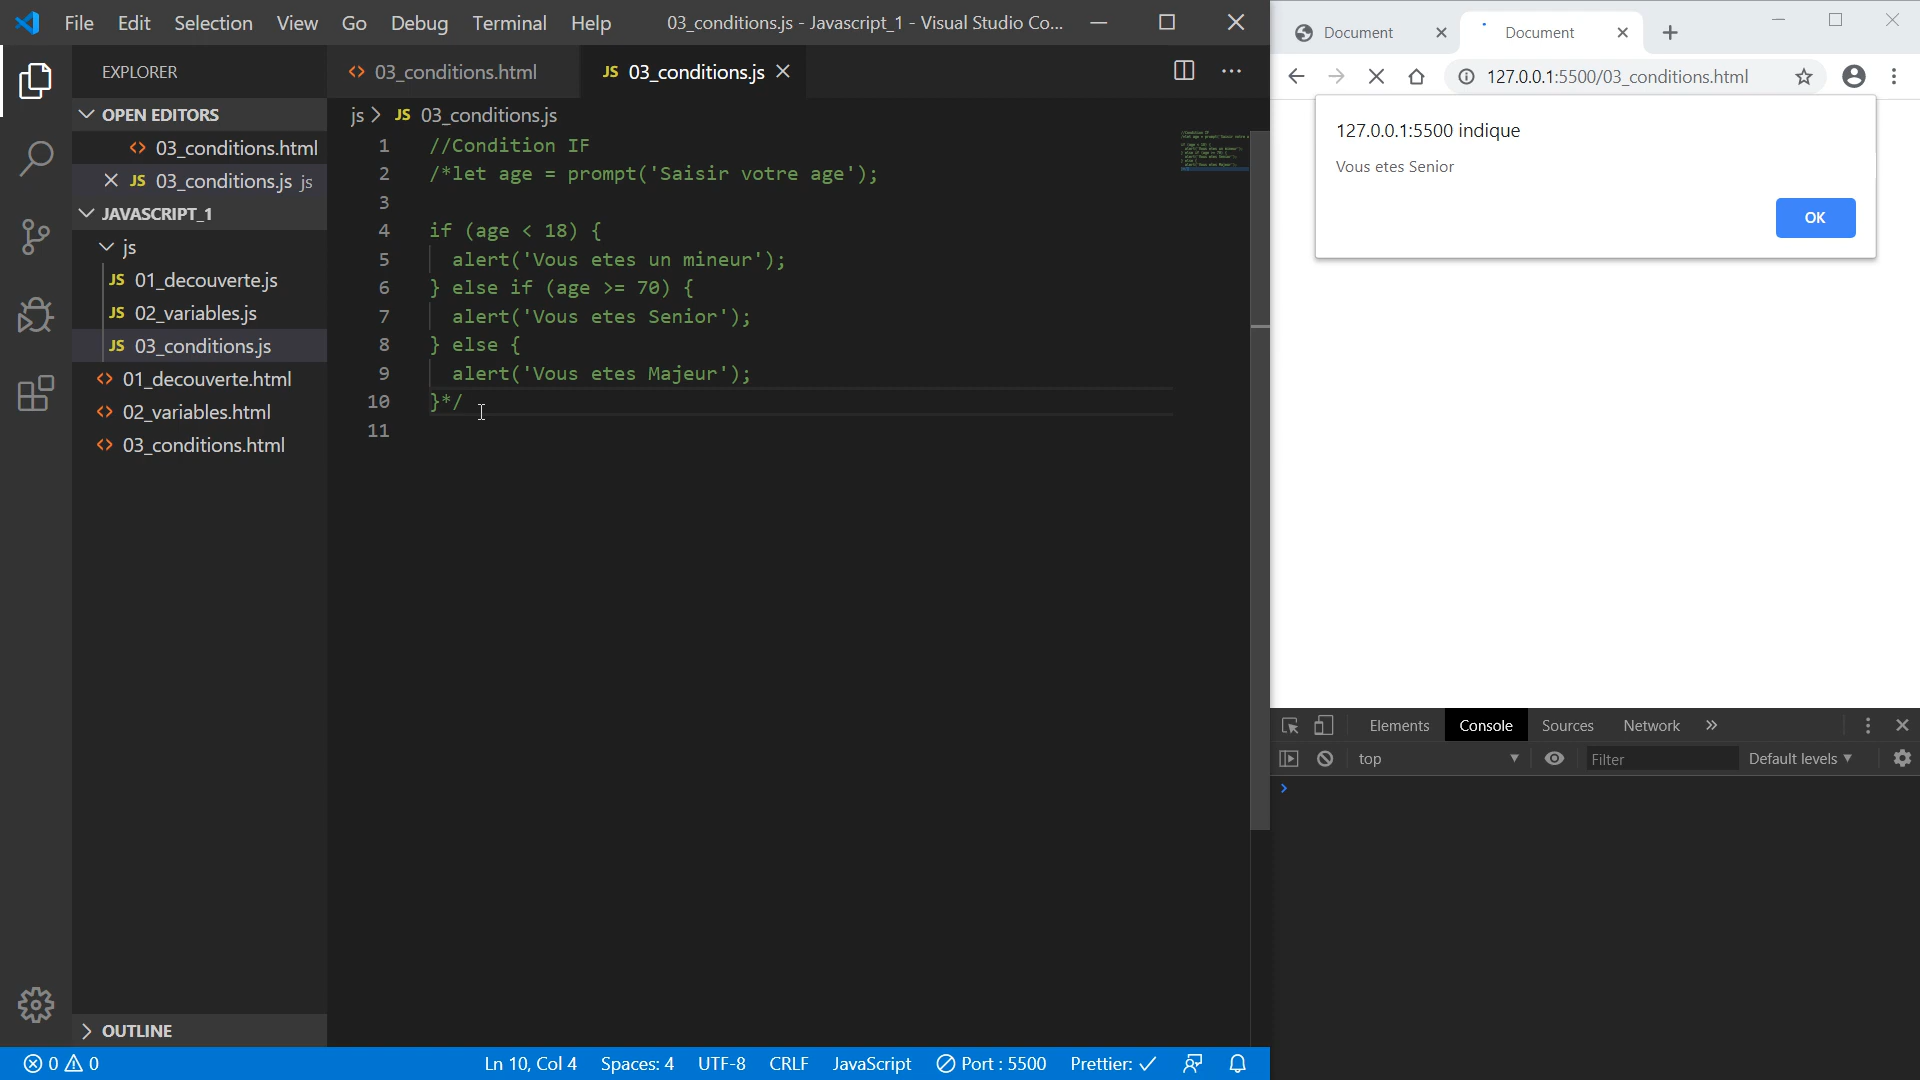 File Edit Selection View Go Debug Terminal Help 03_conditions.js - Javascript_1 - Visual Studio Co...
EXPLORER
OPEN EDITORS
<> 03_conditions.html
JS 03_conditions.js js
JAVASCRIPT_1
js
JS 01_decouverte.js
JS 02_variables.js
JS 03_conditions.js
<> 01_decouverte.html
<> 02_variables.html
<> 03_conditions.html
OUTLINE
<> 03_conditions.html JS 03_conditions.js
js > JS 03_conditions.js
1 //Condition IF
2 /*let age = prompt('Saisir votre age');
3
4 if (age < 18) {
5 alert('Vous etes un mineur');
6 } else if (age >= 70) {
7 alert('Vous etes Senior');
8 } else {
9 alert('Vous etes Majeur');
10 }*/
11
0 0 Ln 10, Col 4 Spaces: 4 UTF-8 CRLF JavaScript Port : 5500 Prettier: ✓
Document Document
127.0.0.1:5500/03_conditions.html
127.0.0.1:5500 indique
Vous etes Senior
OK
Elements Console Sources Network »
top Filter Default levels